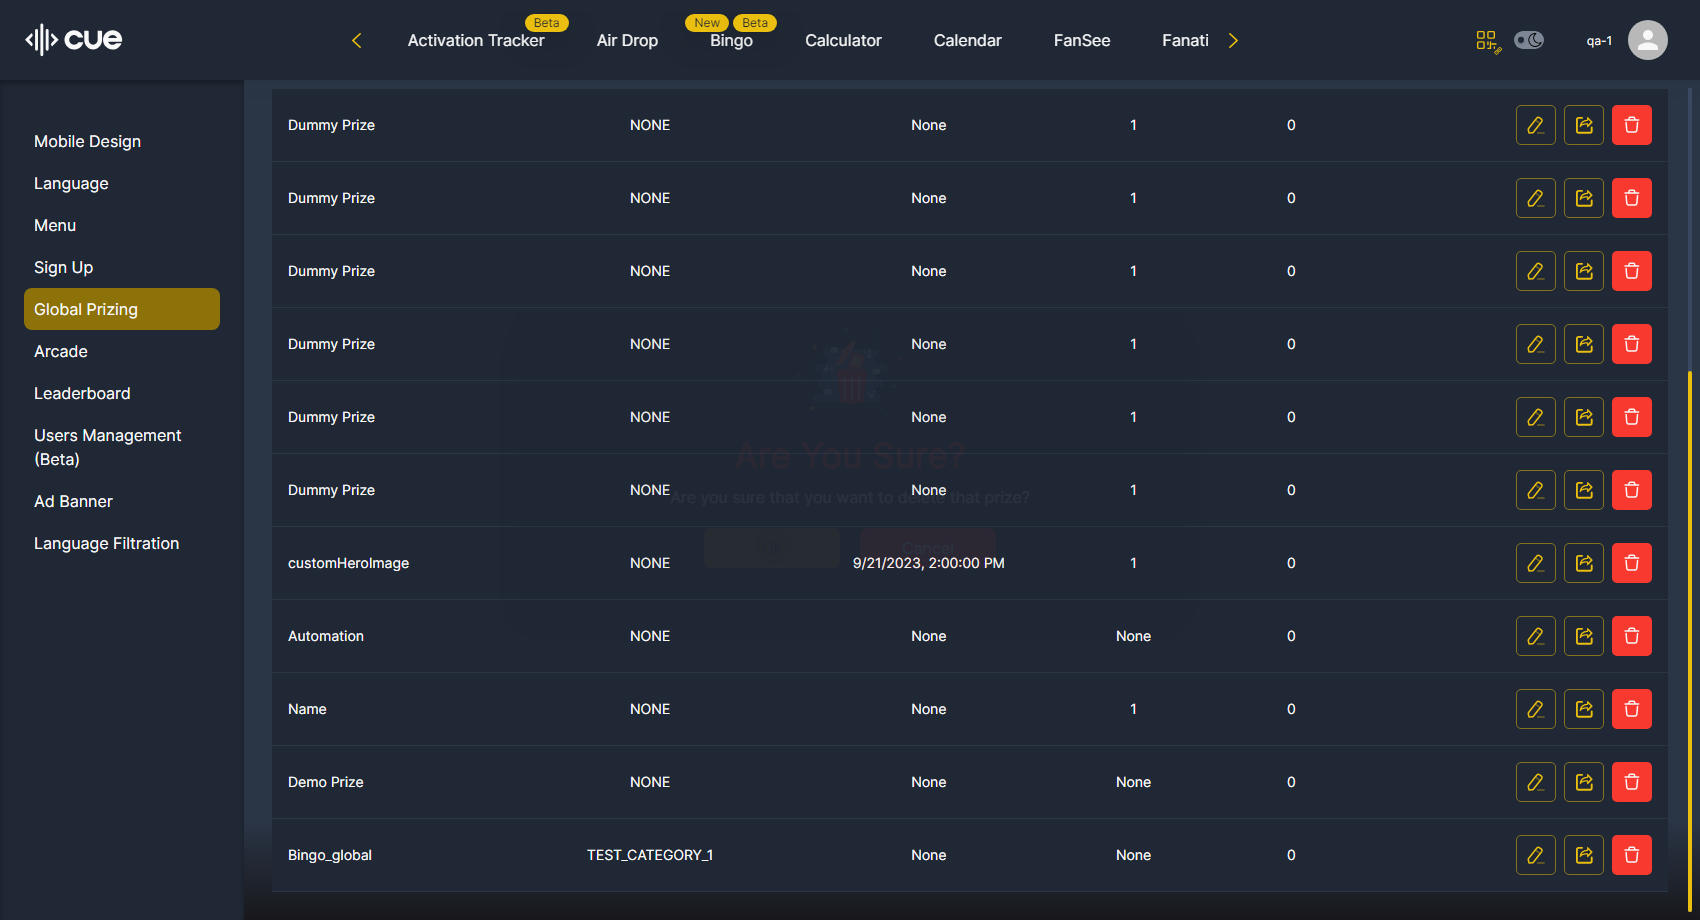 cue
Activation Tracker
Beta
Air Drop
Bingo
New
Beta
Calculator
Calendar
FanSee
Fanati
qa-1
Mobile Design
Language
Menu
Sign Up
Global Prizing
Arcade
Leaderboard
Users Management
(Beta)
Ad Banner
Language Filtration
Dummy Prize NONE None 1 0
Dummy Prize NONE None 1 0
Dummy Prize NONE None 1 0
Dummy Prize NONE None 1 0
Dummy Prize NONE None 1 0
Dummy Prize NONE None 1 0
customHeroImage NONE 9/21/2023, 2:00:00 PM 1 0
Automation NONE None None 0
Name NONE None 1 0
Demo Prize NONE None None 0
Bingo_global TEST_CATEGORY_1 None None 0
Are You Sure?
Are you sure that you want to delete that prize?
Cancel